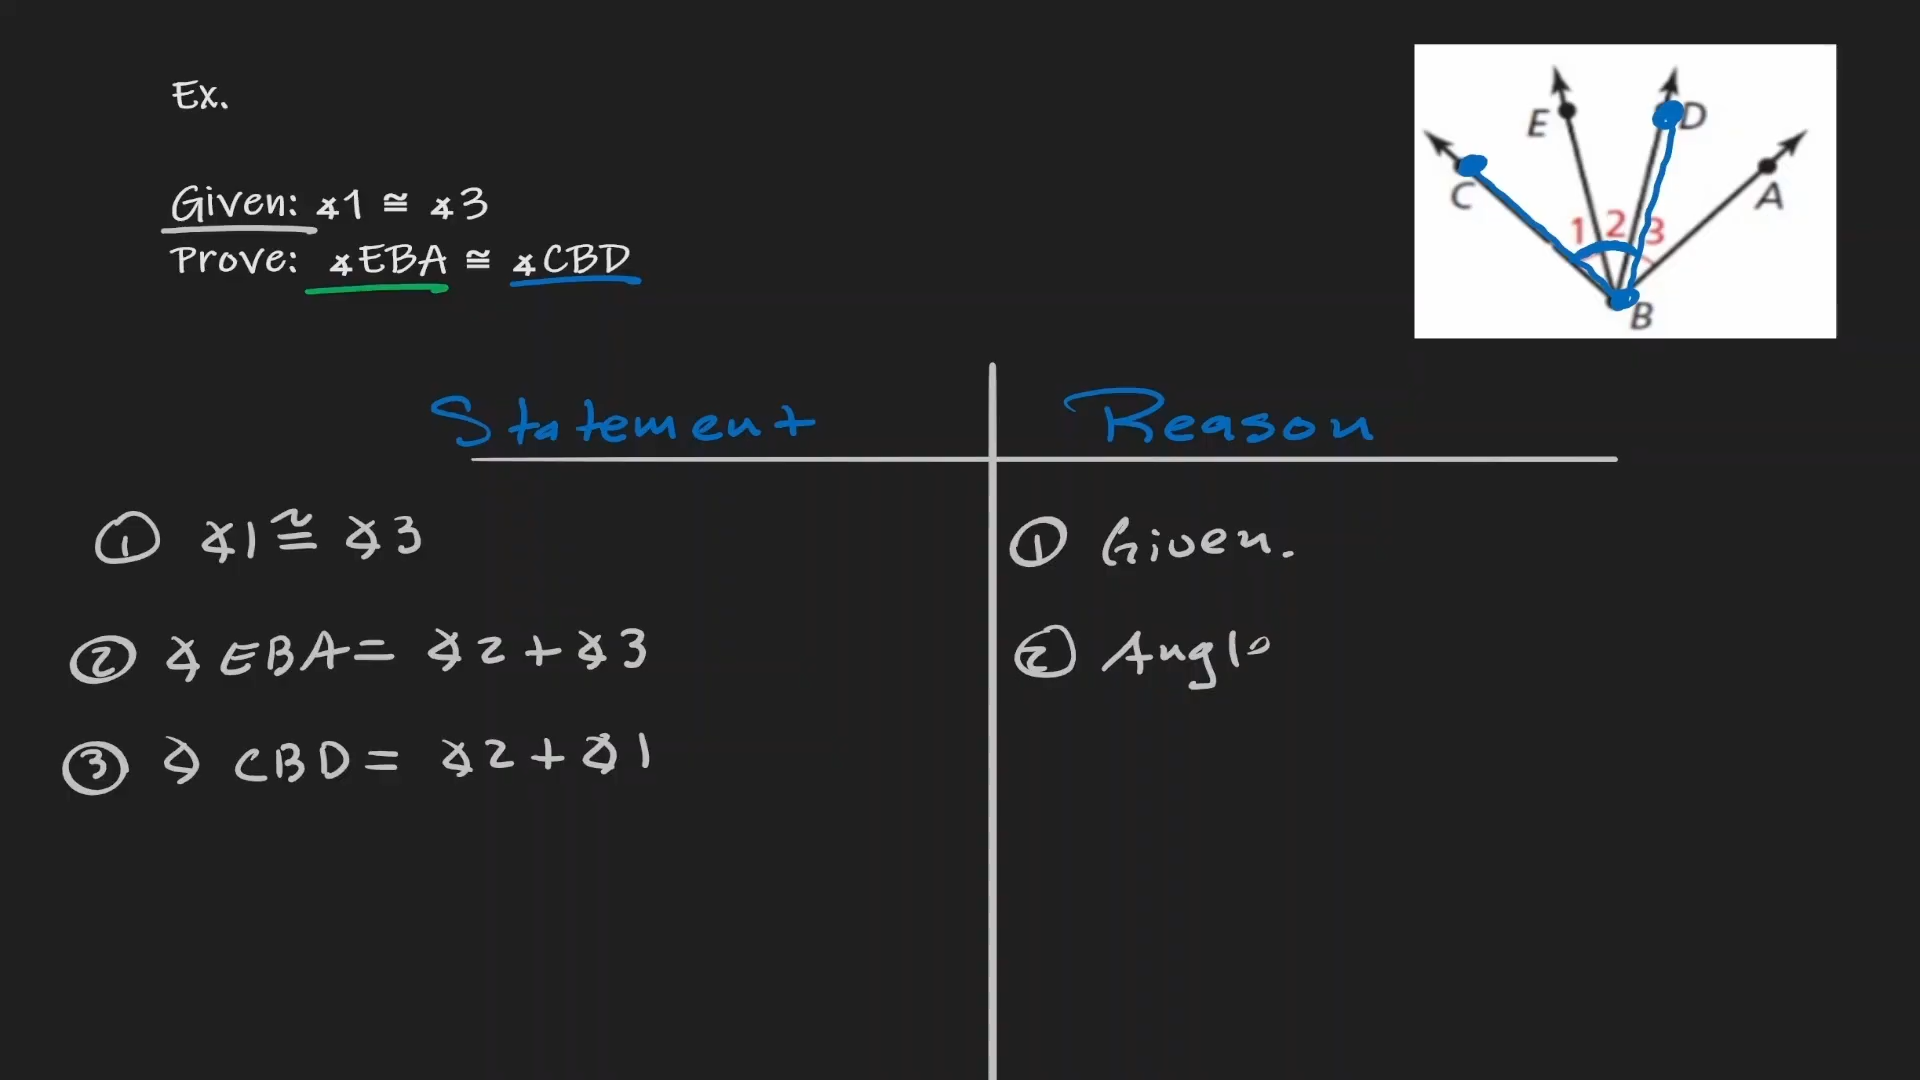 Ex.
Given: ∡1 ≅ ∡3
Prove: ∡EBA ≅ ∡CBD
E
D
C
A
1 2 3
B
Statement
Reason
① ∡1 ≅ ∡3
① Given.
② ∡EBA = ∡2 + ∡3
② Angle
③ ∡CBD = ∡2 + ∡1